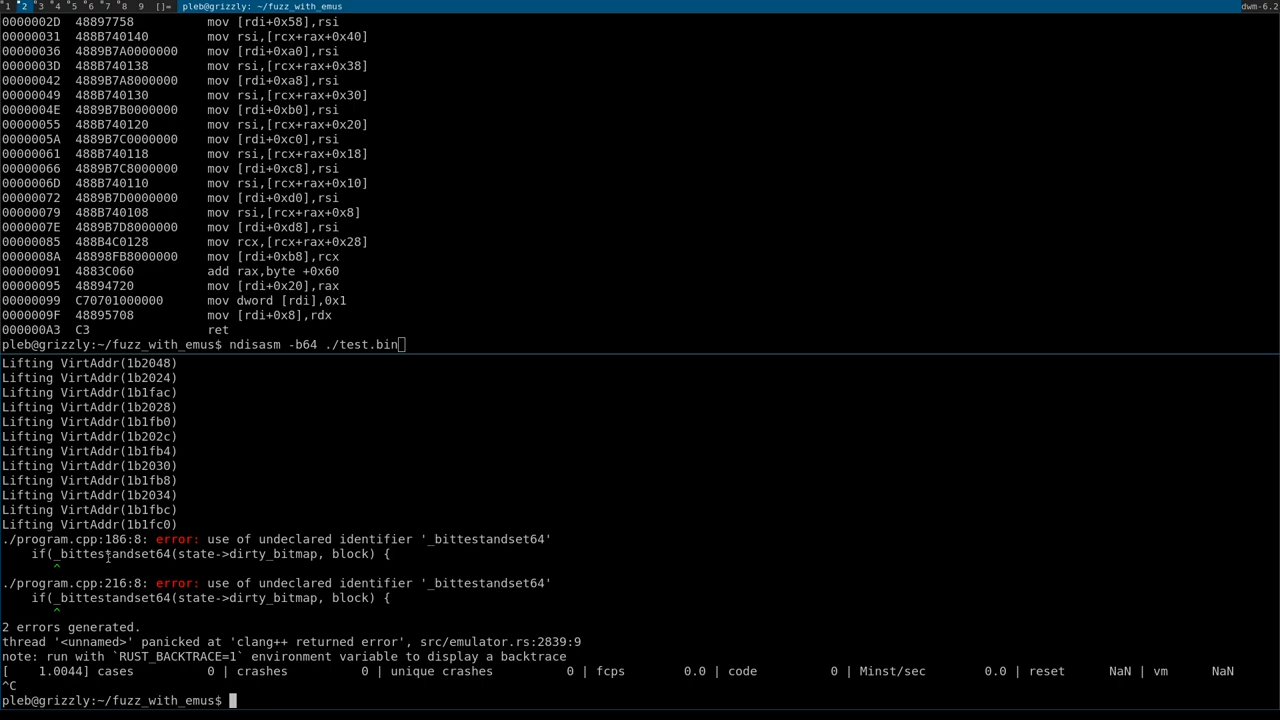 1 2 3 4 5 6 7 8 9 []= pleb@grizzly: ~/fuzz_with_emus dwm-6.2
0000002D 48897758 mov [rdi+0x58],rsi
00000031 488B740140 mov rsi,[rcx+rax+0x40]
00000036 4889B7A0000000 mov [rdi+0xa0],rsi
0000003D 488B740138 mov rsi,[rcx+rax+0x38]
00000042 4889B7A8000000 mov [rdi+0xa8],rsi
00000049 488B740130 mov rsi,[rcx+rax+0x30]
0000004E 4889B7B0000000 mov [rdi+0xb0],rsi
00000055 488B740120 mov rsi,[rcx+rax+0x20]
0000005A 4889B7C0000000 mov [rdi+0xc0],rsi
00000061 488B740118 mov rsi,[rcx+rax+0x18]
00000066 4889B7C8000000 mov [rdi+0xc8],rsi
0000006D 488B740110 mov rsi,[rcx+rax+0x10]
00000072 4889B7D0000000 mov [rdi+0xd0],rsi
00000079 488B740108 mov rsi,[rcx+rax+0x8]
0000007E 4889B7D8000000 mov [rdi+0xd8],rsi
00000085 488B4C0128 mov rcx,[rcx+rax+0x28]
0000008A 48898FB8000000 mov [rdi+0xb8],rcx
00000091 4883C060 add rax,byte +0x60
00000095 48894720 mov [rdi+0x20],rax
00000099 C70701000000 mov dword [rdi],0x1
0000009F 48895708 mov [rdi+0x8],rdx
000000A3 C3 ret
pleb@grizzly:~/fuzz_with_emus$ ndisasm -b64 ./test.bin
Lifting VirtAddr(1b2048)
Lifting VirtAddr(1b2024)
Lifting VirtAddr(1b1fac)
Lifting VirtAddr(1b2028)
Lifting VirtAddr(1b1fb0)
Lifting VirtAddr(1b202c)
Lifting VirtAddr(1b1fb4)
Lifting VirtAddr(1b2030)
Lifting VirtAddr(1b1fb8)
Lifting VirtAddr(1b2034)
Lifting VirtAddr(1b1fbc)
Lifting VirtAddr(1b1fc0)
./program.cpp:186:8: error: use of undeclared identifier '_bittestandset64'
if(_bittestandset64(state->dirty_bitmap, block) {
^
./program.cpp:216:8: error: use of undeclared identifier '_bittestandset64'
if(_bittestandset64(state->dirty_bitmap, block) {
^
2 errors generated.
thread '<unnamed>' panicked at 'clang++ returned error', src/emulator.rs:2839:9
note: run with `RUST_BACKTRACE=1` environment variable to display a backtrace
[ 1.0044] cases 0 | crashes 0 | unique crashes 0 | fcps 0.0 | code 0 | Minst/sec 0.0 | reset NaN | vm NaN
^C
pleb@grizzly:~/fuzz_with_emus$